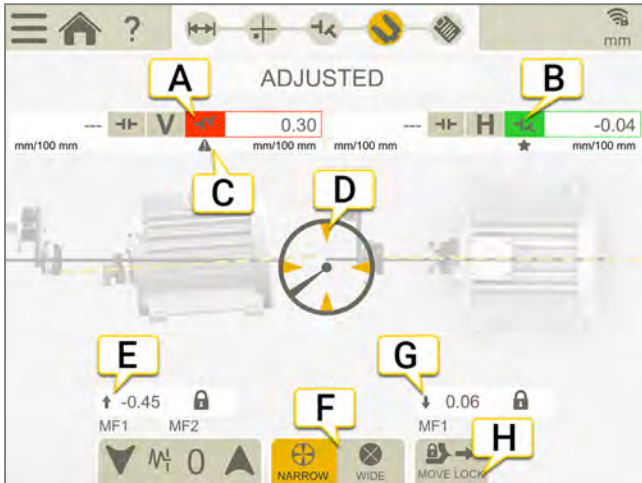 ?
mm
ADJUSTED
A
B
--- V 0.30
--- H -0.04
mm/100 mm mm/100 mm mm/100 mm mm/100 mm
C
D
E
G
-0.45
0.06
MF1 MF2
MF1
F
H
0
NARROW
WIDE
MOVE LOCK